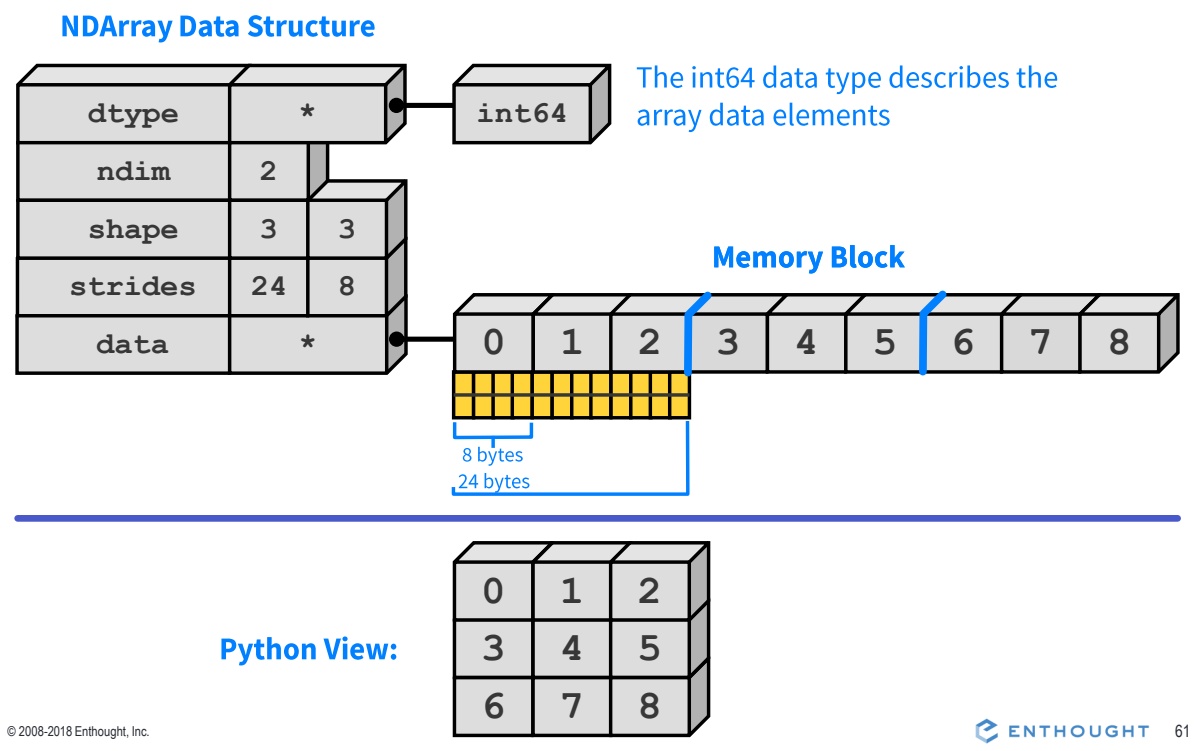 NDArray Data Structure
dtype * int64
The int64 data type describes the
array data elements
ndim 2
shape 3 3
strides 24 8
data *
Memory Block
0 1 2 3 4 5 6 7 8
8 bytes
24 bytes
Python View:
0 1 2
3 4 5
6 7 8
© 2008-2018 Enthought, Inc.
ENTHOUGHT 61